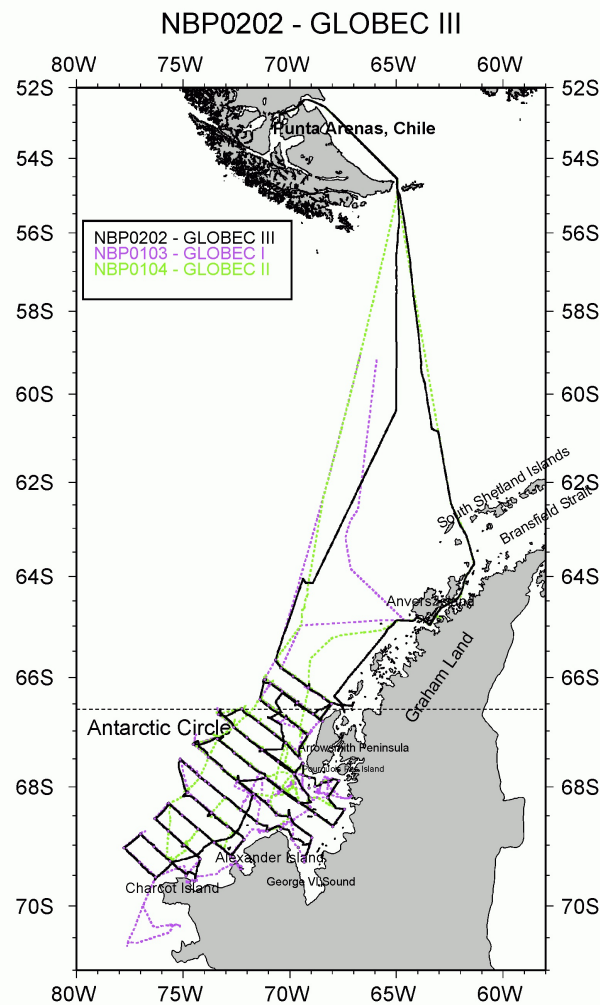 NBP0202 - GLOBEC III
80W 75W 70W 65W 60W
52S 52S
Punta Arenas, Chile
54S 54S
56S 56S
NBP0202 - GLOBEC III
NBP0103 - GLOBEC I
NBP0104 - GLOBEC II
58S 58S
60S 60S
62S 62S
South Shetland Islands
Bransfield Strait
64S 64S
Anvers Island
66S 66S
Graham Land
Antarctic Circle
Arrowsmith Peninsula
Pourquois Pas Island
68S 68S
Alexander Island
George VI Sound
Charcot Island
70S 70S
80W 75W 70W 65W 60W